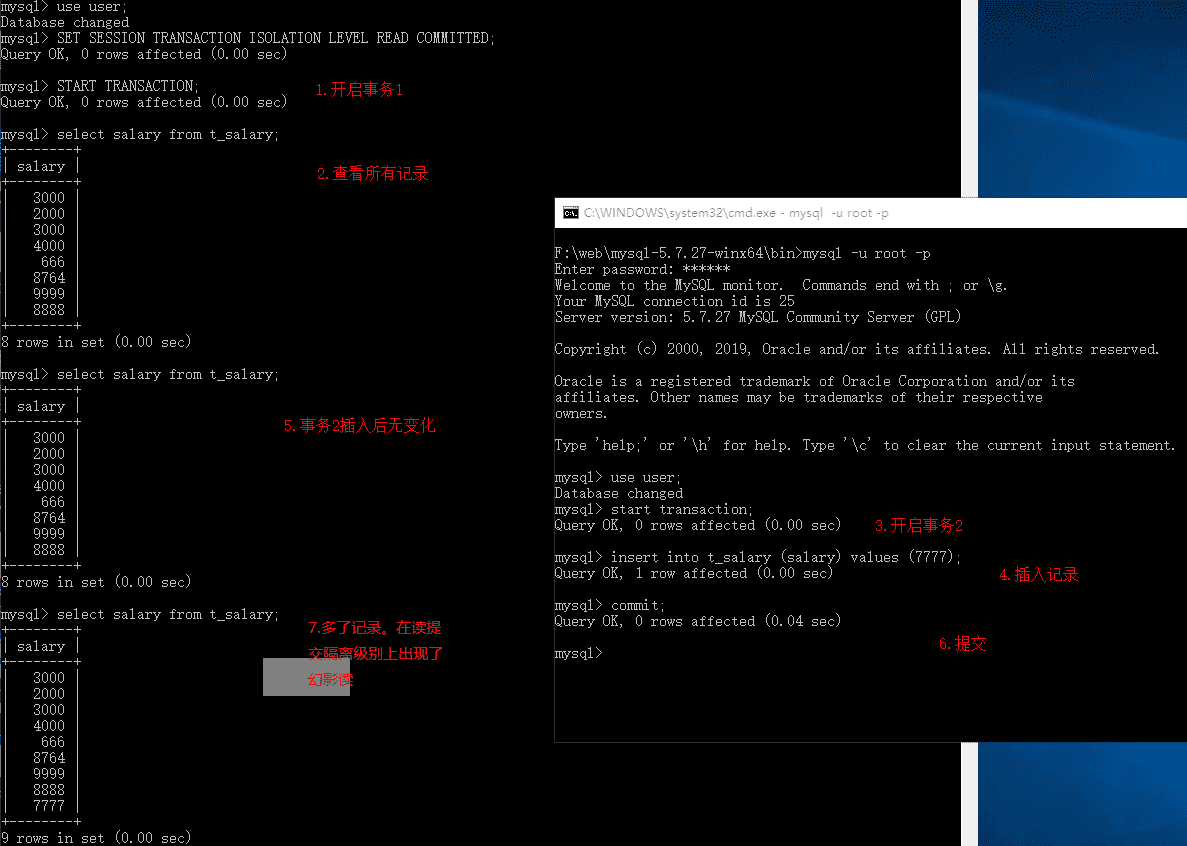 mysql> use user;
Database changed
mysql> SET SESSION TRANSACTION ISOLATION LEVEL READ COMMITTED;
Query OK, 0 rows affected (0.00 sec)
mysql> START TRANSACTION;
1.开启事务1
Query OK, 0 rows affected (0.00 sec)
mysql> select salary from t_salary;
+--------+
| salary |
2.查看所有记录
+--------+
| 3000 |
| 2000 |
| 3000 |
| 4000 |
| 666 |
| 8764 |
| 9999 |
| 8888 |
+--------+
8 rows in set (0.00 sec)
mysql> select salary from t_salary;
+--------+
| salary |
+--------+
5.事务2插入后无变化
| 3000 |
| 2000 |
| 3000 |
| 4000 |
| 666 |
| 8764 |
| 9999 |
| 8888 |
+--------+
8 rows in set (0.00 sec)
mysql> select salary from t_salary;
+--------+
| salary |
+--------+
7.多了记录。在读提
交隔离级别上出现了
幻影读
| 3000 |
| 2000 |
| 3000 |
| 4000 |
| 666 |
| 8764 |
| 9999 |
| 8888 |
| 7777 |
+--------+
9 rows in set (0.00 sec)
C:\WINDOWS\system32\cmd.exe - mysql  -u root -p
F:\web\mysql-5.7.27-winx64\bin>mysql -u root -p
Enter password: ******
Welcome to the MySQL monitor.  Commands end with ; or \g.
Your MySQL connection id is 25
Server version: 5.7.27 MySQL Community Server (GPL)
Copyright (c) 2000, 2019, Oracle and/or its affiliates. All rights reserved.
Oracle is a registered trademark of Oracle Corporation and/or its
affiliates. Other names may be trademarks of their respective
owners.
Type 'help;' or '\h' for help. Type '\c' to clear the current input statement.
mysql> use user;
Database changed
mysql> start transaction;
Query OK, 0 rows affected (0.00 sec)
3.开启事务2
mysql> insert into t_salary (salary) values (7777);
Query OK, 1 row affected (0.00 sec)
4.插入记录
mysql> commit;
Query OK, 0 rows affected (0.04 sec)
6.提交
mysql>